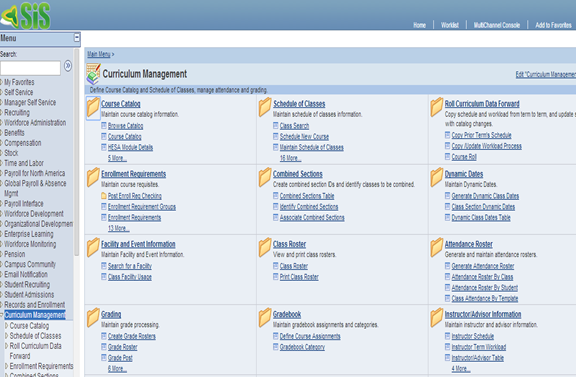 SiS
Home
Worklist
MultiChannel Console
Add to Favorites
Menu
Search:
My Favorites
Self Service
Manager Self Service
Recruiting
Workforce Administration
Benefits
Compensation
Stock
Time and Labor
Payroll for North America
Global Payroll & Absence
Mgmt
Payroll Interface
Workforce Development
Organizational Development
Enterprise Learning
Workforce Monitoring
Pension
Campus Community
Email Notification
Student Recruiting
Student Admissions
Records and Enrollment
Curriculum Management
Course Catalog
Schedule of Classes
Roll Curriculum Data
Forward
Enrollment Requirements
Combined Sections
Main Menu >
Curriculum Management
Edit "Curriculum Management
Define Course Catalog and Schedule of Classes, manage attendance and grading.
Course Catalog
Maintain course catalog information.
Browse Catalog
Course Catalog
HESA Module Details
5 More...
Schedule of Classes
Maintain schedule of classes information.
Class Search
Schedule New Course
Maintain Schedule of Classes
16 More...
Roll Curriculum Data Forward
Copy schedule and workload from term to term, and update s
with catalog changes.
Copy Prior Term's Schedule
Copy /Update Workload Process
Course Roll
Enrollment Requirements
Maintain course requisites.
Post Enroll Req Checking
Enrollment Requirement Groups
Enrollment Requirements
13 More...
Combined Sections
Create combined section IDs and identify classes to be combined.
Combined Sections Table
Identify Combined Sections
Associate Combined Sections
Dynamic Dates
Maintain Dynamic Dates.
Generate Dynamic Class Dates
Class Section Dynamic Dates
Dynamic Class Dates Table
Facility and Event Information
Maintain Facility and Event Information.
Search for a Facility
Class Facility Usage
Class Roster
View and print class rosters.
Class Roster
Print Class Roster
Attendance Roster
Generate and maintain attendance rosters.
Generate Attendance Roster
Attendance Roster By Class
Attendance Roster By Student
Class Attendance By Template
Grading
Maintain grade processing.
Create Grade Rosters
Grade Roster
Grade Post
6 More...
Gradebook
Maintain gradebook assignments and categories.
Define Course Assignments
Gradebook Category
Instructor/Advisor Information
Maintain instructor and advisor information.
Instructor Schedule
Instructor Term Workload
Instructor/Advisor Table
4 More...